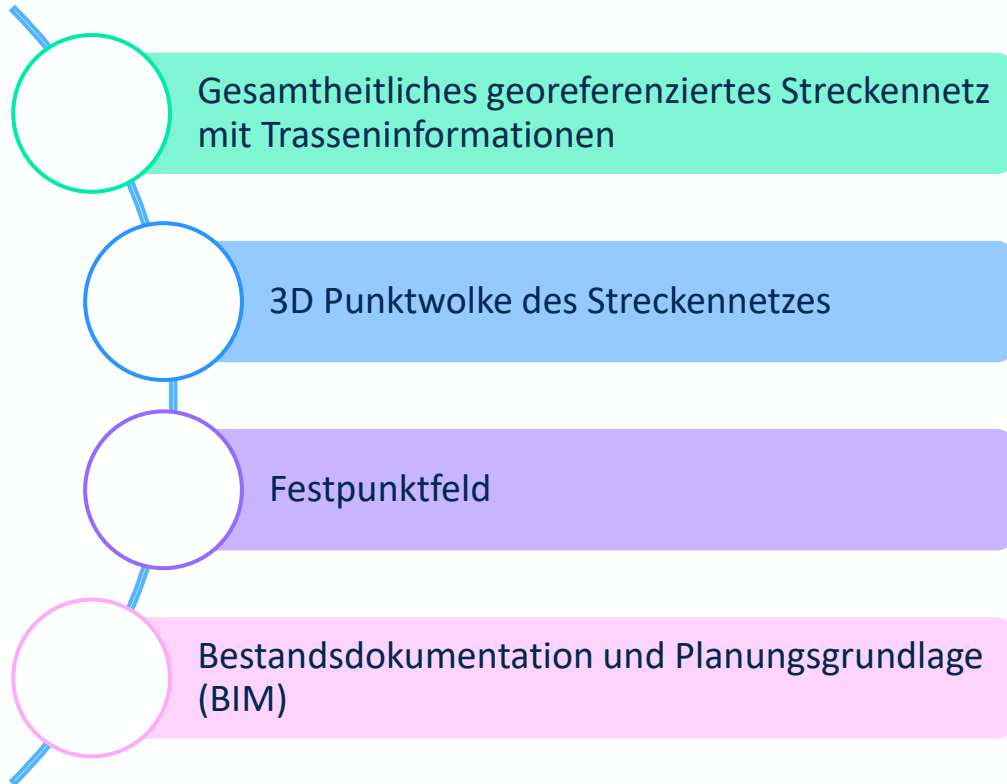 Gesamtheitliches georeferenziertes Streckennetz
mit Trasseninformationen
3D Punktwolke des Streckennetzes
Festpunktfeld
Bestandsdokumentation und Planungsgrundlage
(BIM)